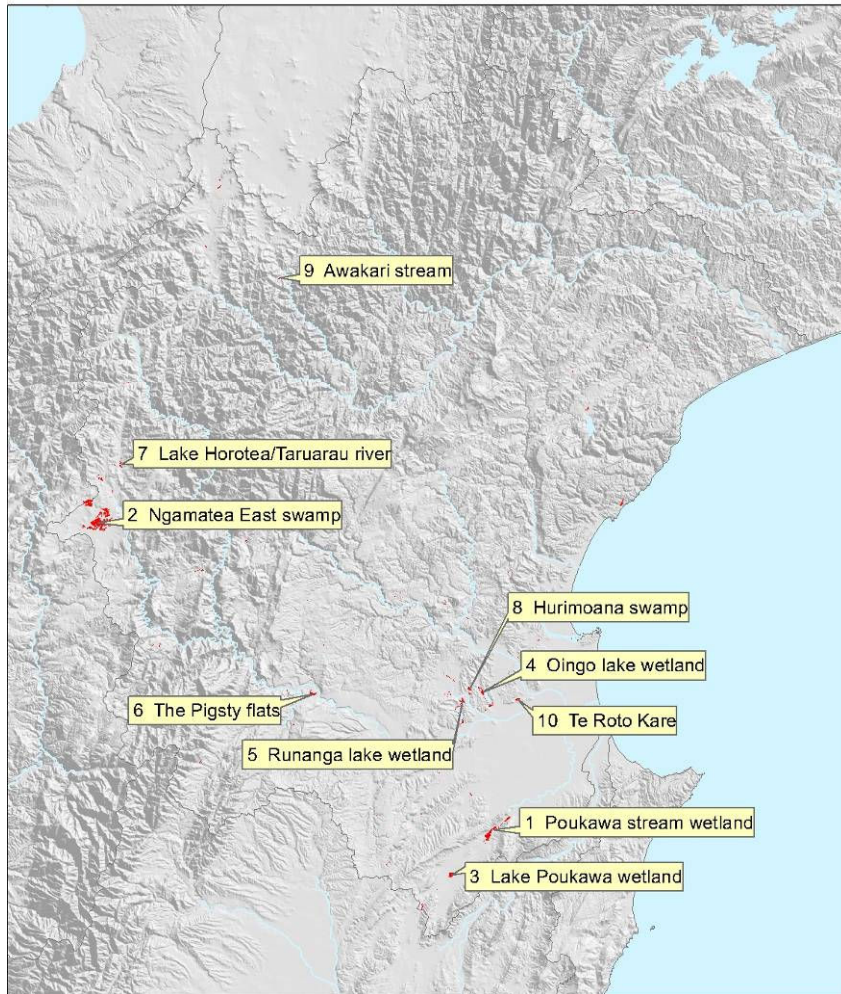 9 Awakari stream
7 Lake Horotea/Taruarau river
2 Ngamatea East swamp
8 Hurimoana swamp
4 Oingo lake wetland
6 The Pigsty flats
10 Te Roto Kare
5 Runanga lake wetland
1 Poukawa stream wetland
3 Lake Poukawa wetland